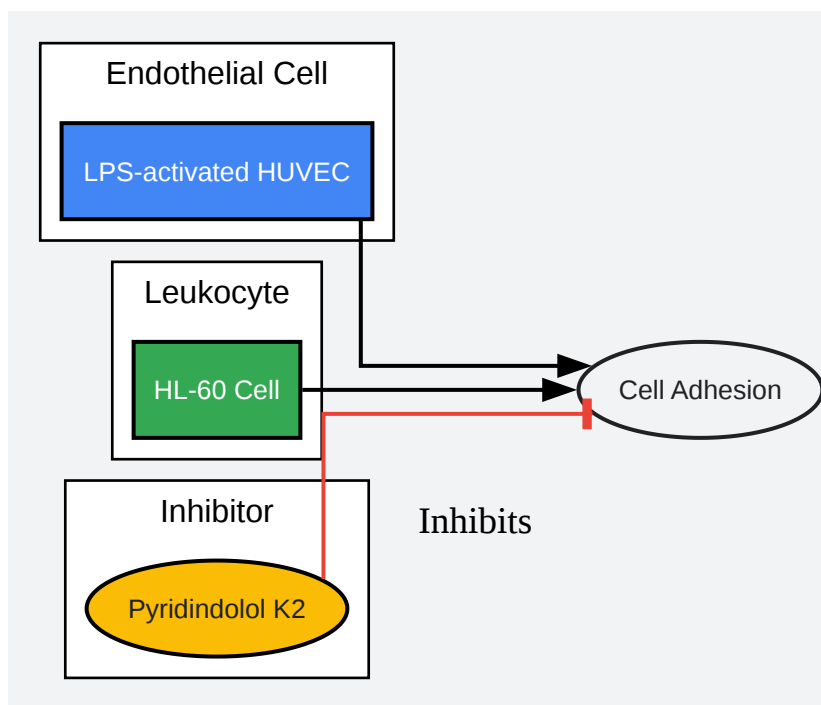 Endothelial Cell
LPS-activated HUVEC
Leukocyte
HL-60 Cell
Cell Adhesion
Inhibitor
Inhibits
Pyridindolol K2